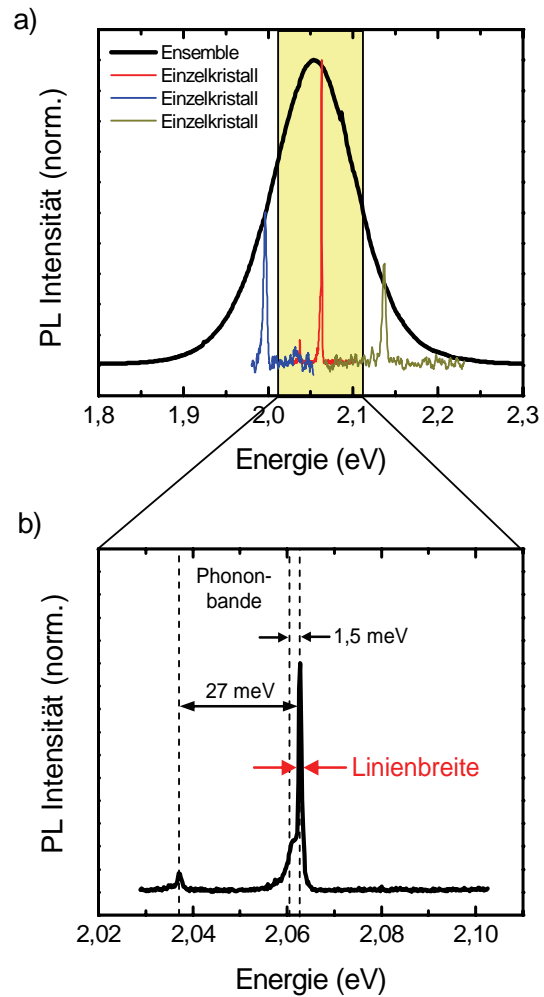 a)
Ensemble
Einzelkristall
Einzelkristall
Einzelkristall
PL Intensität (norm.)
1,8 1,9 2,0 2,1 2,2 2,3
Energie (eV)
b)
Phonon-
bande
1,5 meV
27 meV
Linienbreite
PL Intensität (norm.)
2,02 2,04 2,06 2,08 2,10
Energie (eV)